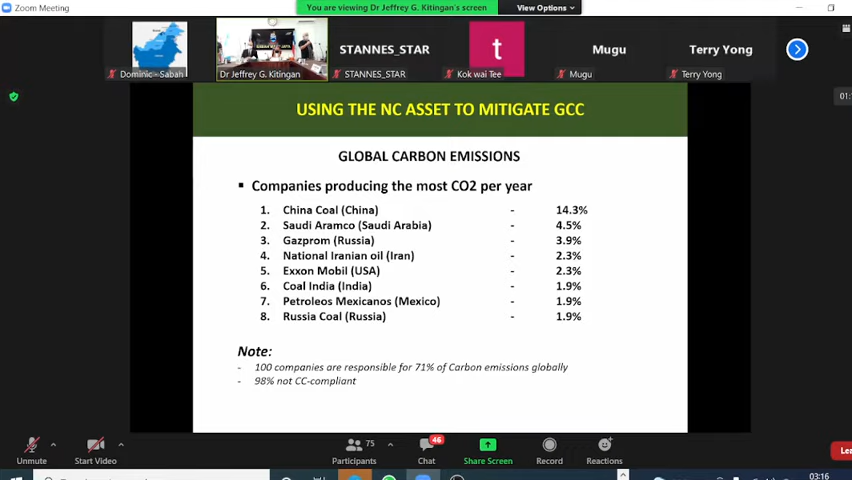 Zoom Meeting
You are viewing Dr Jeffrey G. Kitingan's screen
View Options
STANNES_STAR
Mugu
Terry Yong
t
Dominic - Sabah
Dr Jeffrey G. Kitingan
STANNES_STAR
Kok wai Tee
Mugu
Terry Yong
USING THE NC ASSET TO MITIGATE GCC
GLOBAL CARBON EMISSIONS
▪ Companies producing the most CO2 per year
1. China Coal (China) - 14.3%
2. Saudi Aramco (Saudi Arabia) - 4.5%
3. Gazprom (Russia) - 3.9%
4. National Iranian oil (Iran) - 2.3%
5. Exxon Mobil (USA) - 2.3%
6. Coal India (India) - 1.9%
7. Petroleos Mexicanos (Mexico) - 1.9%
8. Russia Coal (Russia) - 1.9%
Note:
- 100 companies are responsible for 71% of Carbon emissions globally
- 98% not CC-compliant
75
46
Unmute
Start Video
Participants
Chat
Share Screen
Record
Reactions
03:16